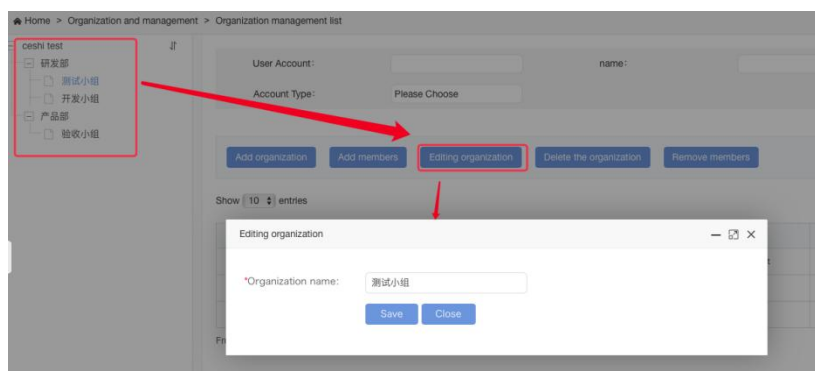 Home > Organization and management > Organization management list
ceshi test
研发部
测试小组
开发小组
产品部
验收小组
User Account:
name:
Account Type:
Please Choose
Add organization
Add members
Editing organization
Delete the organization
Remove members
Show 10 entries
Editing organization
*Organization name:
测试小组
Save
Close